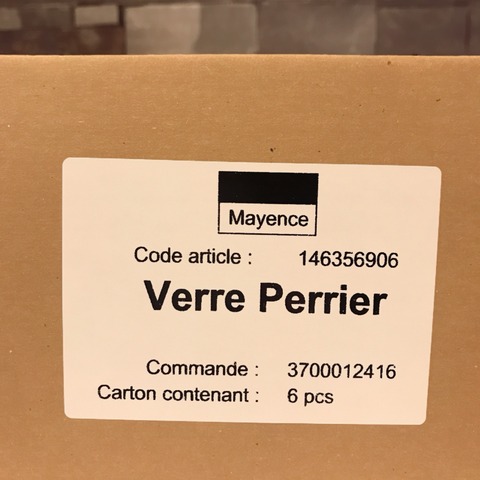 Mayence
Code article : 146356906
Verre Perrier
Commande : 3700012416
Carton contenant : 6 pcs